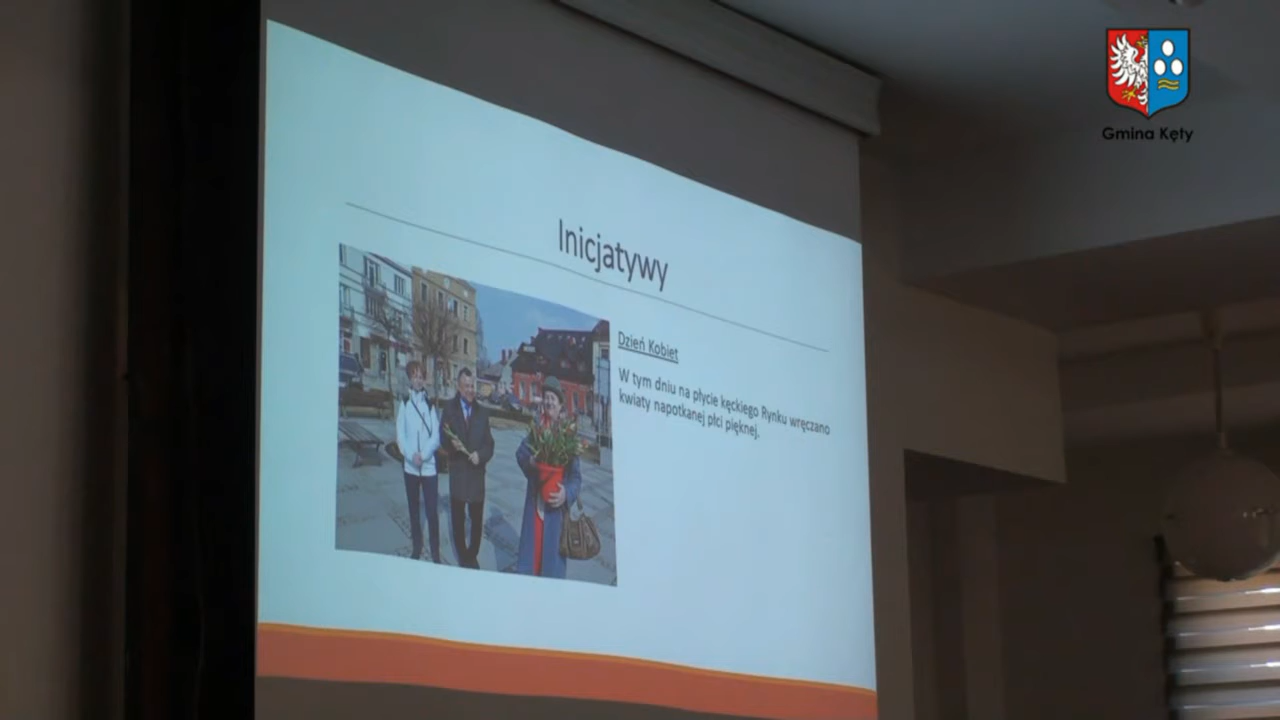 Gmina Kęty
Inicjatywy
Dzień Kobiet
W tym dniu na płycie kęckiego Rynku wręczano
kwiaty napotkanej płci pięknej.